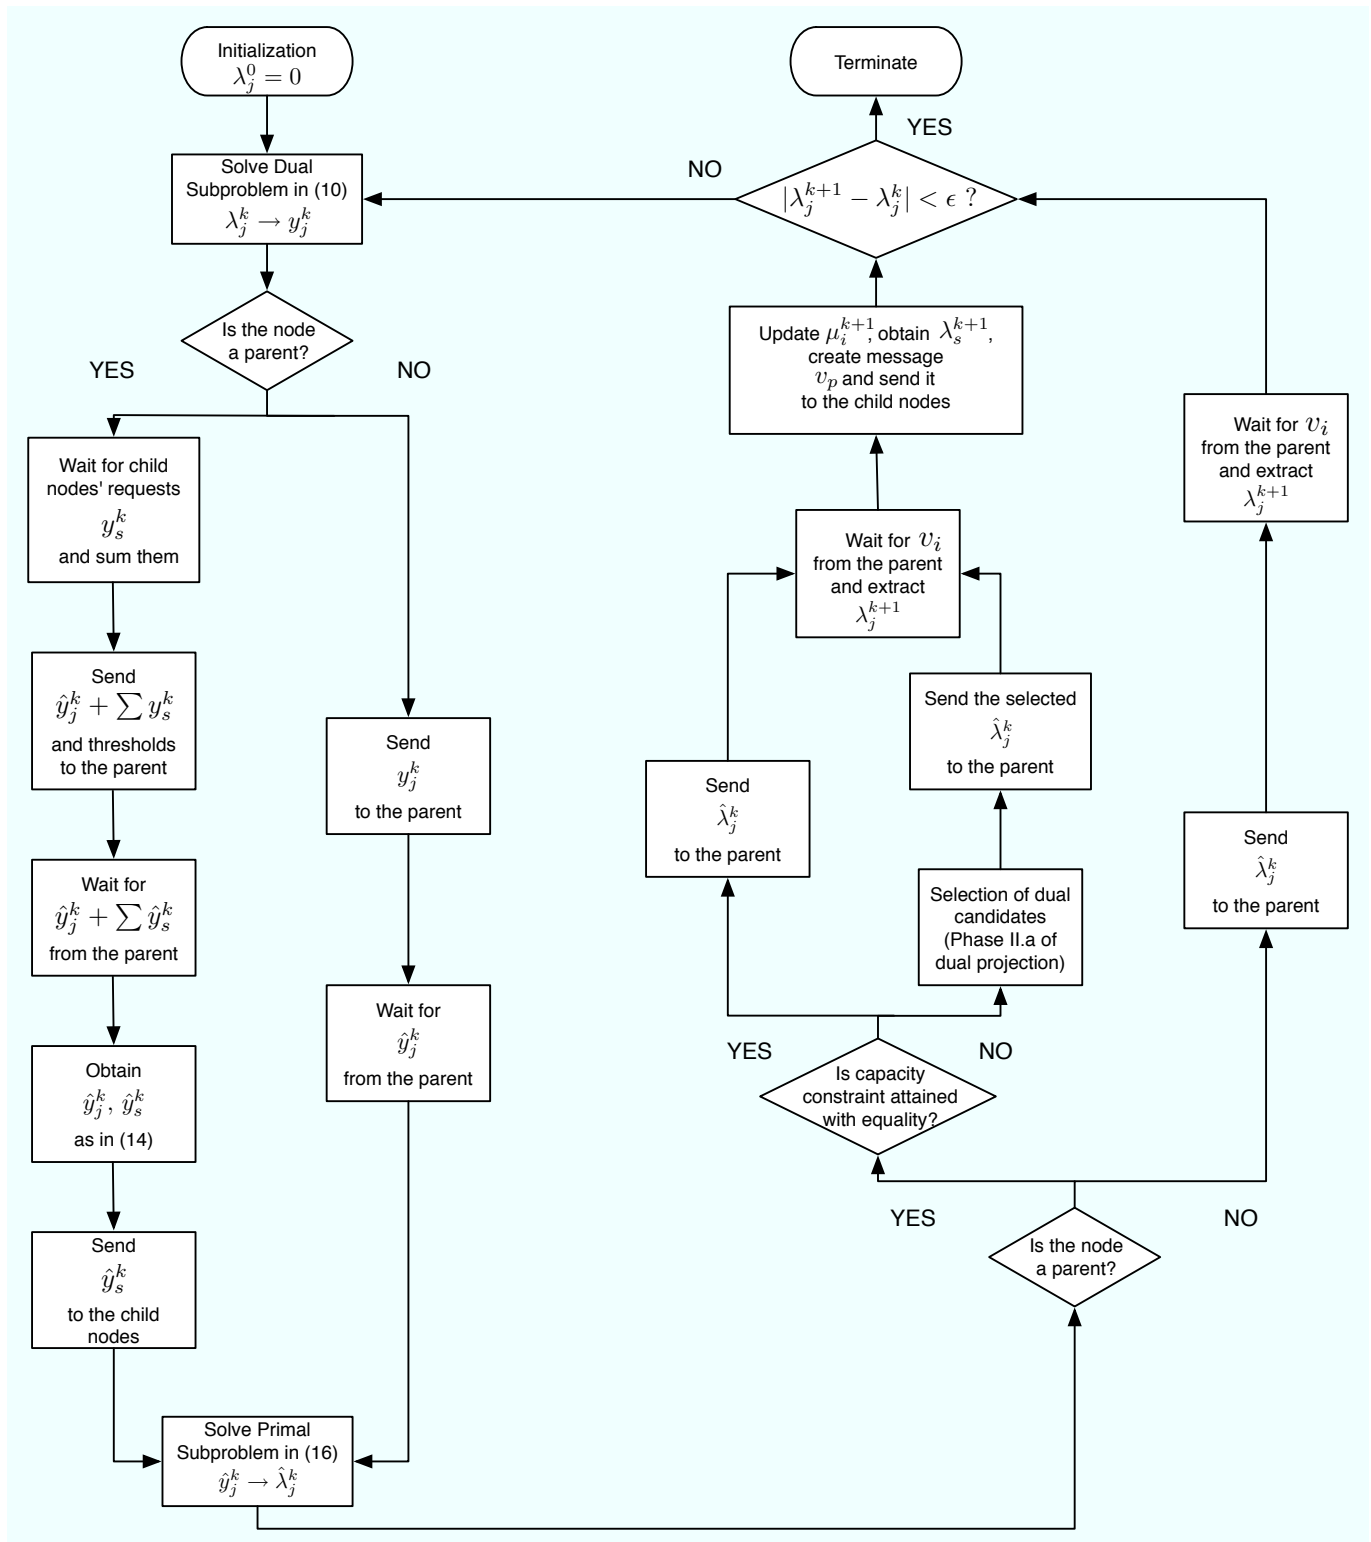 Initialization
λ_j^0 = 0
Solve Dual
Subproblem in (10)
λ_j^k → y_j^k
Is the node
a parent?
YES
NO
Wait for child
nodes' requests
y_s^k
and sum them
Send
ŷ_j^k + ∑ y_s^k
and thresholds
to the parent
Wait for
ŷ_j^k + ∑ ŷ_s^k
from the parent
Obtain
ŷ_j^k, ŷ_s^k
as in (14)
Send
ŷ_s^k
to the child
nodes
Send
y_j^k
to the parent
Wait for
ŷ_j^k
from the parent
Solve Primal
Subproblem in (16)
ŷ_j^k → λ̂_j^k
Is the node
a parent?
YES
NO
Is capacity
constraint attained
with equality?
YES
NO
Send
λ̂_j^k
to the parent
Selection of dual
candidates
(Phase II.a of
dual projection)
Send the selected
λ̂_j^k
to the parent
Wait for v_i
from the parent
and extract
λ_j^{k+1}
Update μ_i^{k+1}, obtain λ_s^{k+1},
create message
v_p and send it
to the child nodes
Send
λ̂_j^k
to the parent
Wait for v_i
from the parent
and extract
λ_j^{k+1}
|λ_j^{k+1} − λ_j^k| < ϵ ?
NO
YES
Terminate